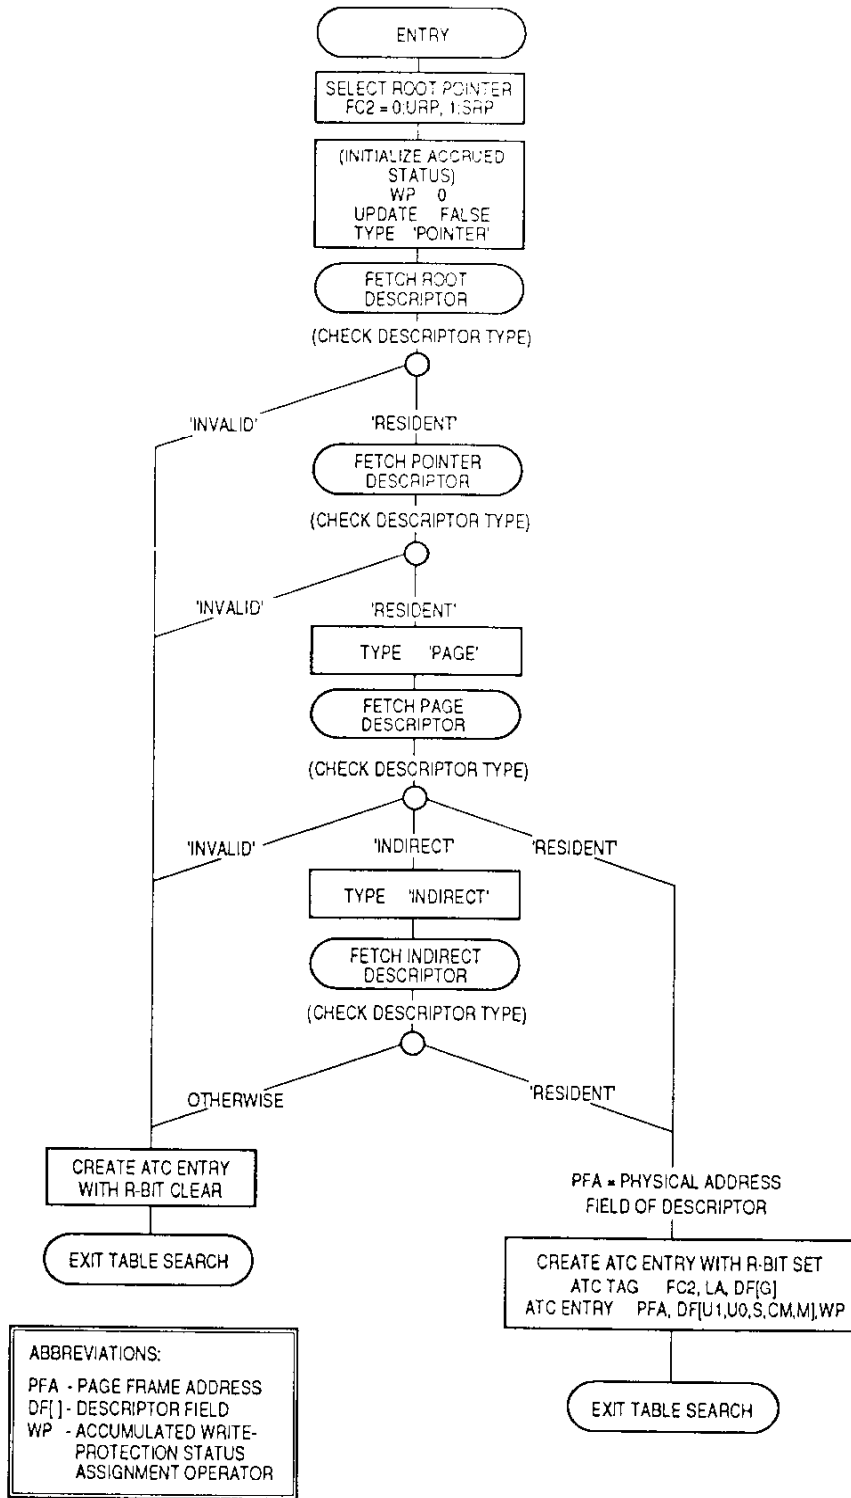 ENTRY
SELECT ROOT POINTER
FC2 = 0:URP, 1:SRP
(INITIALIZE ACCRUED
STATUS)
WP 0
UPDATE FALSE
TYPE 'POINTER'
FETCH ROOT
DESCRIPTOR
(CHECK DESCRIPTOR TYPE)
'INVALID'
'RESIDENT'
FETCH POINTER
DESCRIPTOR
(CHECK DESCRIPTOR TYPE)
'INVALID'
'RESIDENT'
TYPE 'PAGE'
FETCH PAGE
DESCRIPTOR
(CHECK DESCRIPTOR TYPE)
'INVALID'
'INDIRECT'
'RESIDENT'
TYPE 'INDIRECT'
FETCH INDIRECT
DESCRIPTOR
(CHECK DESCRIPTOR TYPE)
OTHERWISE
'RESIDENT'
CREATE ATC ENTRY
WITH R-BIT CLEAR
EXIT TABLE SEARCH
PFA = PHYSICAL ADDRESS
FIELD OF DESCRIPTOR
CREATE ATC ENTRY WITH R-BIT SET
ATC TAG FC2, LA, DF[G]
ATC ENTRY PFA, DF[U1,U0,S,CM,M],WP
EXIT TABLE SEARCH
ABBREVIATIONS:
PFA - PAGE FRAME ADDRESS
DF[ ] - DESCRIPTOR FIELD
WP - ACCUMULATED WRITE-
PROTECTION STATUS
ASSIGNMENT OPERATOR